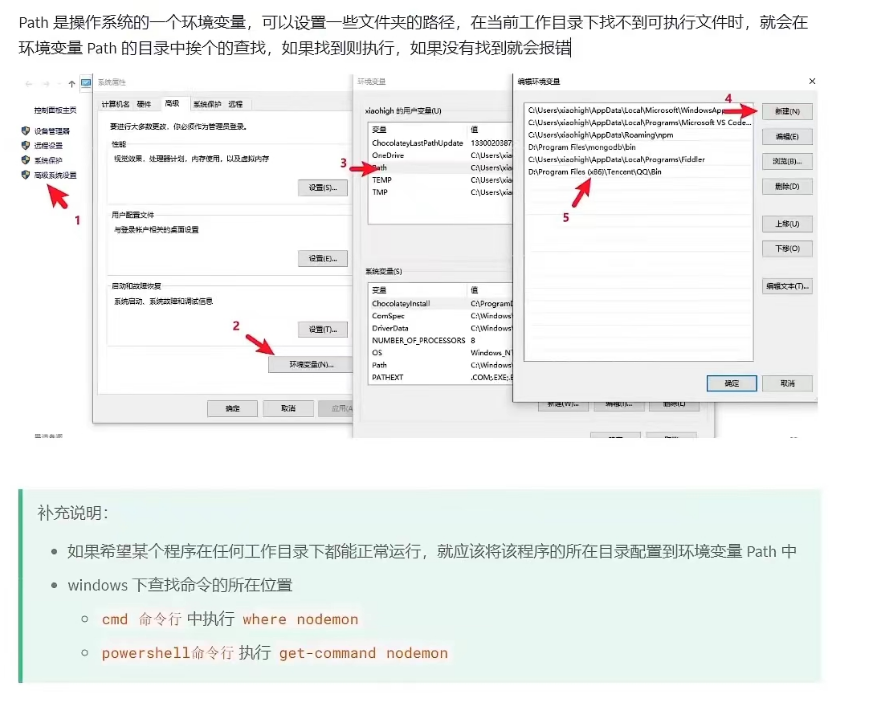 Path 是操作系统的一个环境变量，可以设置一些文件夹的路径，在当前工作目录下找不到可执行文件时，就会在
环境变量 Path 的目录中挨个的查找，如果找到则执行，如果没有找到就会报错
系统属性
控制面板主页
设备管理器
远程设置
系统保护
高级系统设置
1
计算机名 硬件 高级 系统保护 远程
要进行大多数更改，你必须作为管理员登录。
性能
视觉效果，处理器计划，内存使用，以及虚拟内存
设置(S)...
用户配置文件
与登录帐户相关的桌面设置
设置(E)...
启动和故障恢复
系统启动、系统故障和调试信息
设置(T)...
2
环境变量(N)...
确定 取消 应用(A
环境变量
xiaohigh 的用户变量(U)
变量 值
ChocolateyLastPathUpdate 1330020387
OneDrive C:\Users\xia
3
Path C:\Users\xia
TEMP C:\Users\xia
TMP C:\Users\xia
系统变量(S)
变量 值
ChocolateyInstall C:\ProgramD
ComSpec C:\Windows\
DriverData C:\Windows\
NUMBER_OF_PROCESSORS 8
OS Windows_NT
Path C:\Windows\
PATHEXT .COM;.EXE;.E
编辑环境变量
4
C:\Users\xiaohigh\AppData\Local\Microsoft\WindowsApp
C:\Users\xiaohigh\AppData\Local\Programs\Microsoft VS Code...
C:\Users\xiaohigh\AppData\Roaming\npm
D:\Program Files\mongodb\bin
C:\Users\xiaohigh\AppData\Local\Programs\Fiddler
D:\Program Files (x86)\Tencent\QQ\Bin
5
新建(N)
编辑(E)
浏览(B)...
删除(D)
上移(U)
下移(O)
编辑文本(T)...
确定 取消
补充说明：
如果希望某个程序在任何工作目录下都能正常运行，就应该将该程序的所在目录配置到环境变量 Path 中
windows 下查找命令的所在位置
cmd 命令行 中执行 where nodemon
powershell命令行 执行 get-command nodemon